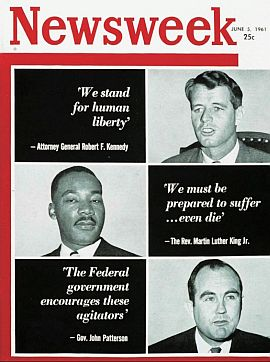 Newsweek
JUNE 5, 1961
25c
'We stand
for human
liberty'
– Attorney General Robert F. Kennedy
'We must be
prepared to suffer
...even die'
– The Rev. Martin Luther King Jr.
'The Federal
government
encourages these
agitators'
– Gov. John Patterson